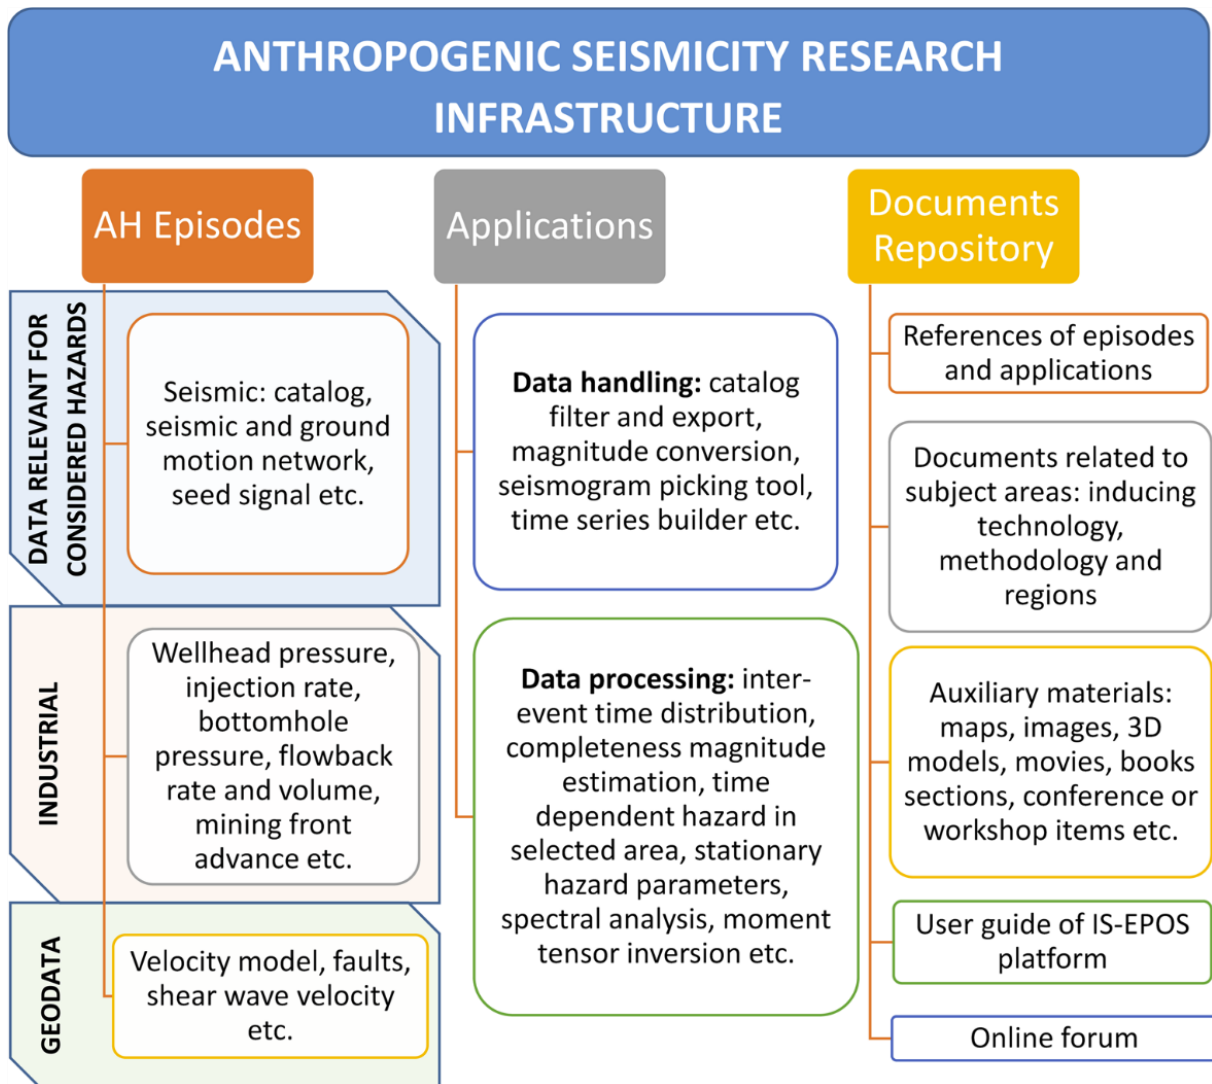 ANTHROPOGENIC SEISMICITY RESEARCH
INFRASTRUCTURE
AH Episodes
DATA RELEVANT FOR
CONSIDERED HAZARDS
Seismic: catalog,
seismic and ground
motion network,
seed signal etc.
INDUSTRIAL
Wellhead pressure,
injection rate,
bottomhole
pressure, flowback
rate and volume,
mining front
advance etc.
GEODATA
Velocity model, faults,
shear wave velocity
etc.
Applications
Data handling: catalog
filter and export,
magnitude conversion,
seismogram picking tool,
time series builder etc.
Data processing: inter-
event time distribution,
completeness magnitude
estimation, time
dependent hazard in
selected area, stationary
hazard parameters,
spectral analysis, moment
tensor inversion etc.
Documents
Repository
References of episodes
and applications
Documents related to
subject areas: inducing
technology,
methodology and
regions
Auxiliary materials:
maps, images, 3D
models, movies, books
sections, conference or
workshop items etc.
User guide of IS-EPOS
platform
Online forum